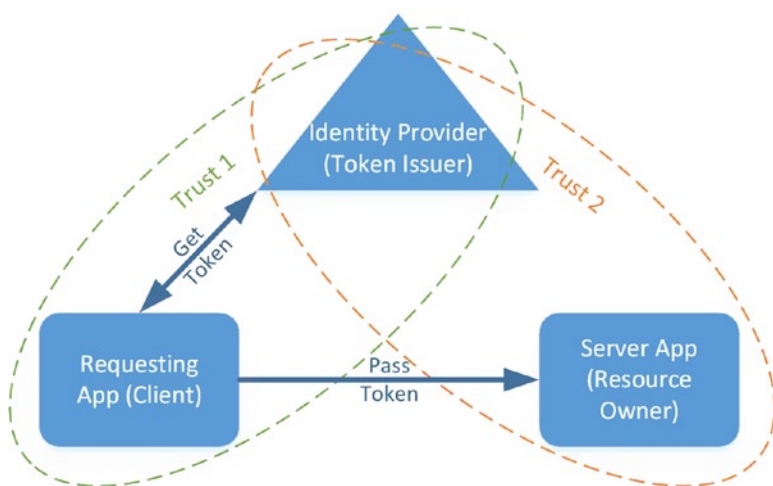 Identity Provider
(Token Issuer)
Trust 1
Trust 2
Get
Token
Requesting
App (Client)
Pass
Token
Server App
(Resource
Owner)